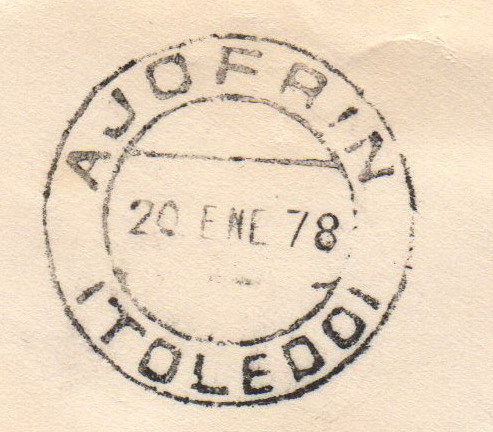 AJOFRIN
20 ENE 78
(TOLEDO)